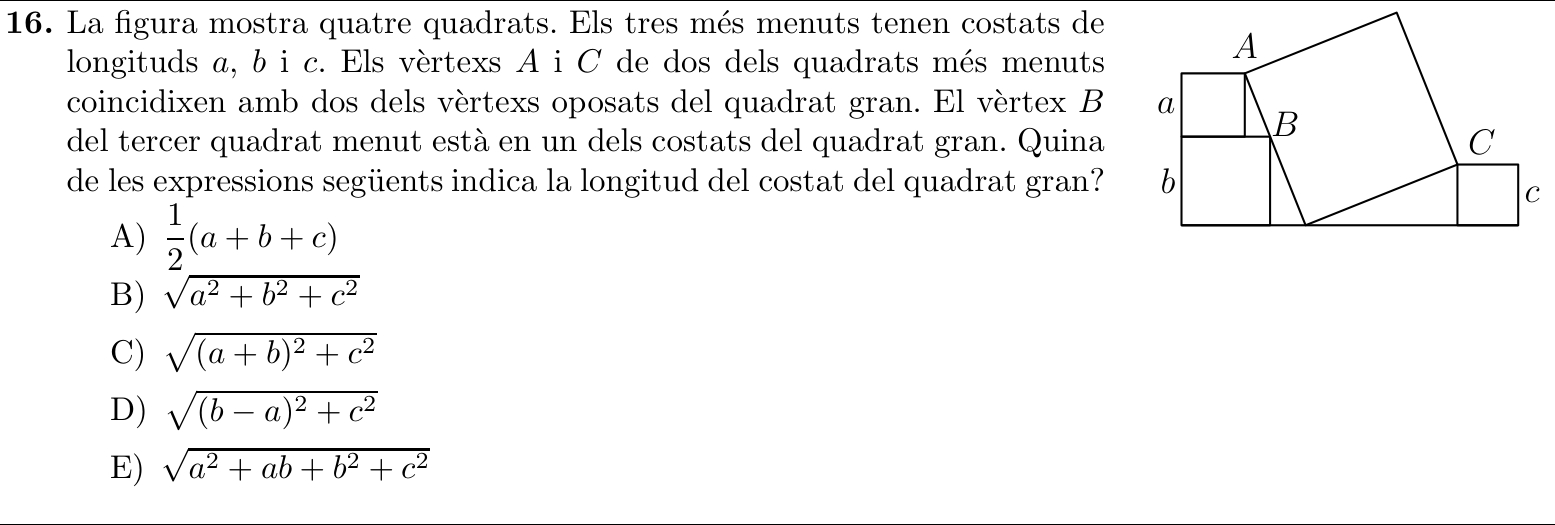 16. La figura mostra quatre quadrats. Els tres més menuts tenen costats de
longituds a, b i c. Els vèrtexs A i C de dos dels quadrats més menuts
coincidixen amb dos dels vèrtexs oposats del quadrat gran. El vèrtex B
del tercer quadrat menut està en un dels costats del quadrat gran. Quina
de les expressions següents indica la longitud del costat del quadrat gran?
A) \frac{1}{2}(a + b + c)
B) \sqrt{a^2 + b^2 + c^2}
C) \sqrt{(a + b)^2 + c^2}
D) \sqrt{(b − a)^2 + c^2}
E) \sqrt{a^2 + ab + b^2 + c^2}
A
a
B
C
b
c